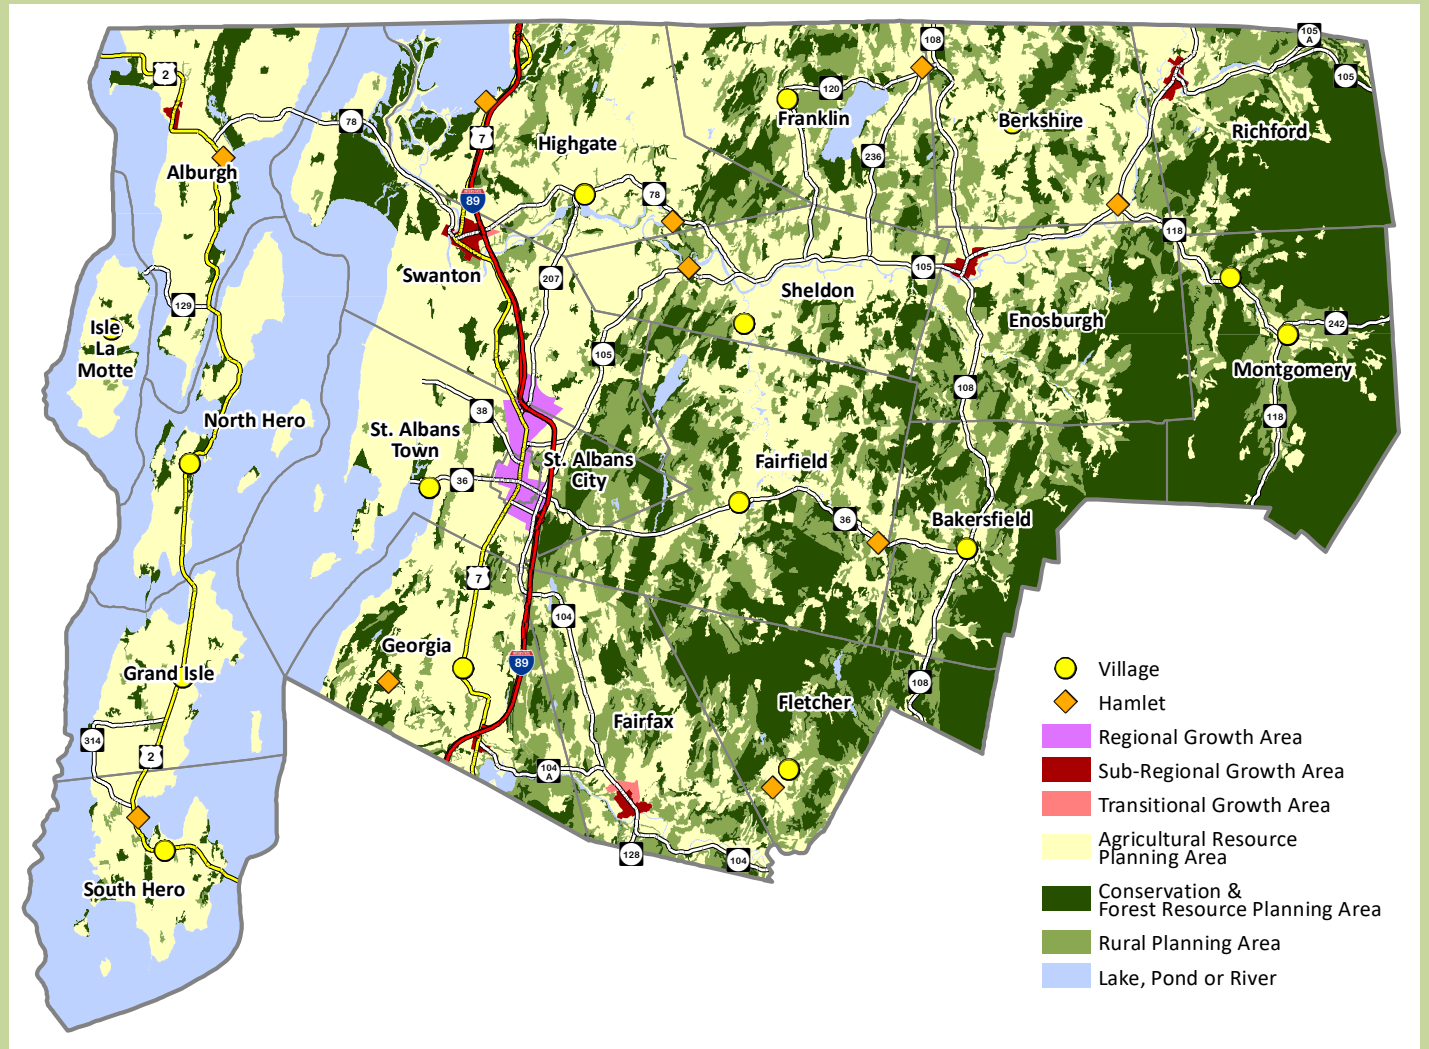 108
105
A
2
120
105
Franklin
78
Berkshire
Richford
7
Highgate
236
Alburgh
89
78
118
Swanton
207
105
Sheldon
129
Isle
La
Motte
Enosburgh
242
105
Montgomery
108
38
118
North Hero
St. Albans
Town
St. Albans
City
Fairfield
36
36
Bakersfield
7
104
Georgia
89
Grand Isle
108
Fletcher
Fairfax
314
2
104
A
128
104
South Hero
Village
Hamlet
Regional Growth Area
Sub-Regional Growth Area
Transitional Growth Area
Agricultural Resource
Planning Area
Conservation &
Forest Resource Planning Area
Rural Planning Area
Lake, Pond or River